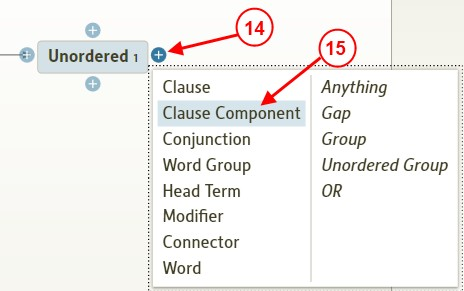 14
15
Unordered 1
Clause
Clause Component
Conjunction
Word Group
Head Term
Modifier
Connector
Word
Anything
Gap
Group
Unordered Group
OR